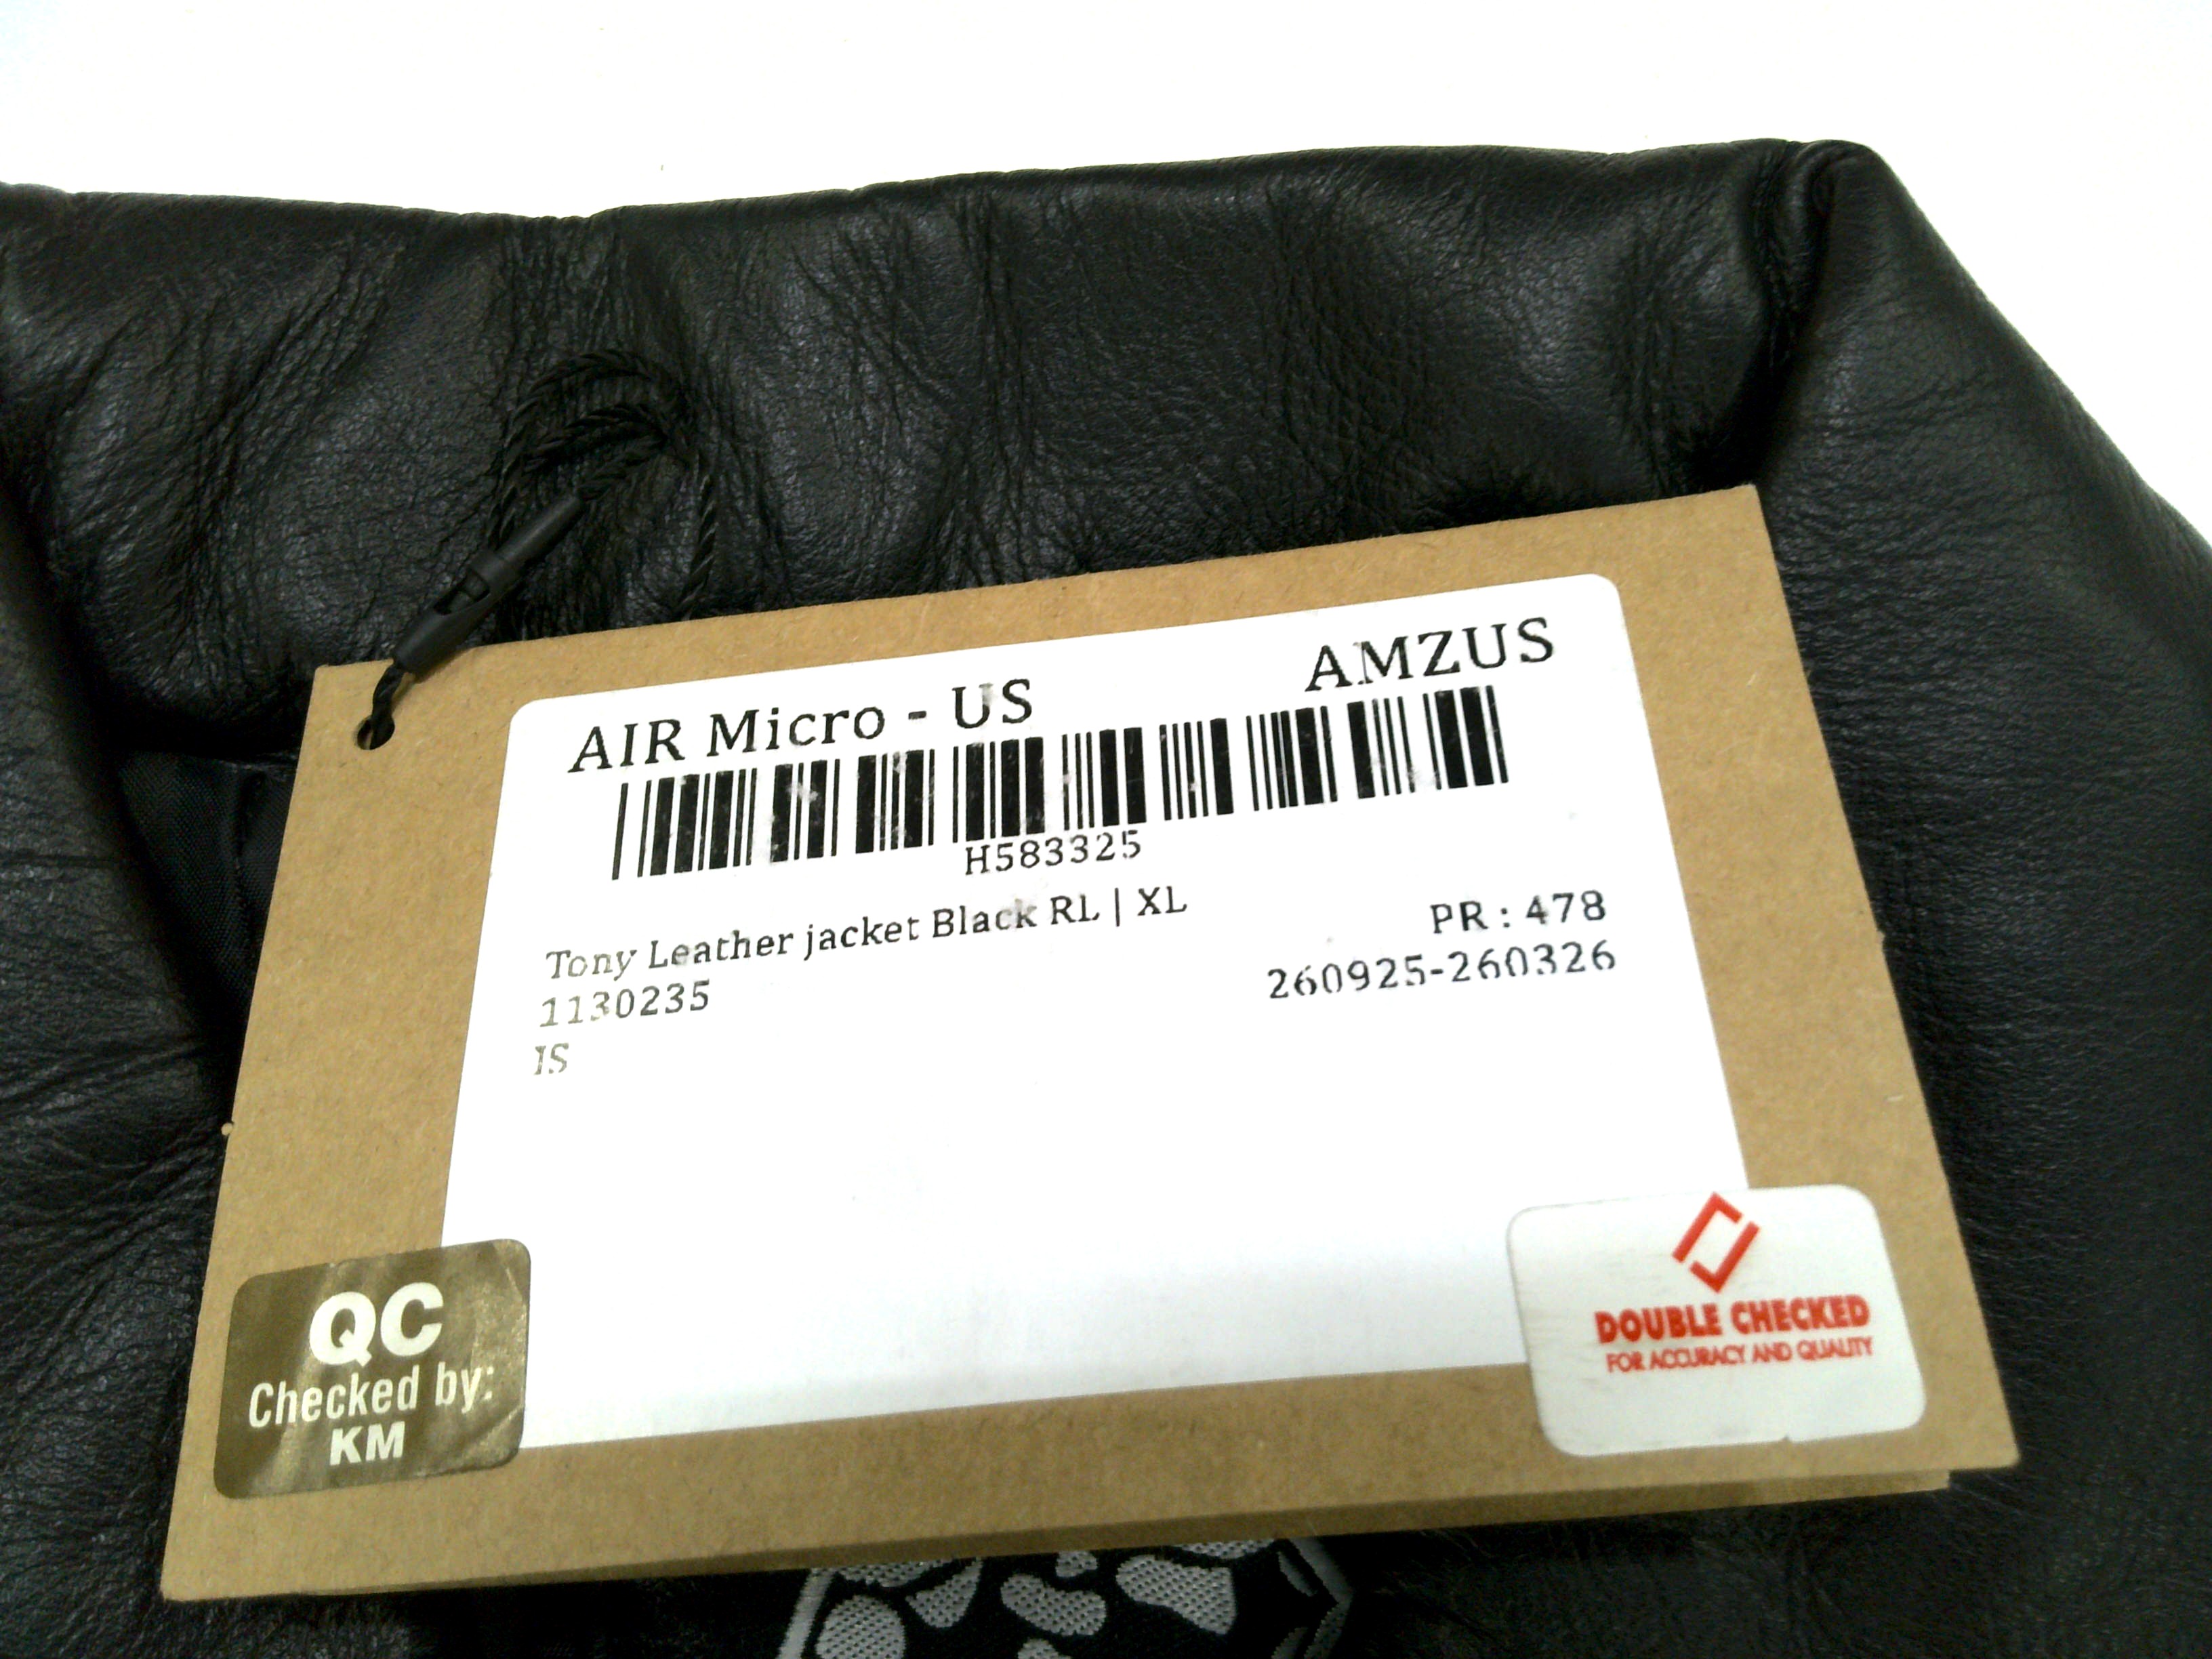 AIR Micro - US
AMZUS
H583325
Tony Leather jacket Black RL | XL
PR : 478
1130235
260925-260326
IS
QC
Checked by:
KM
DOUBLE CHECKED
FOR ACCURACY AND QUALITY